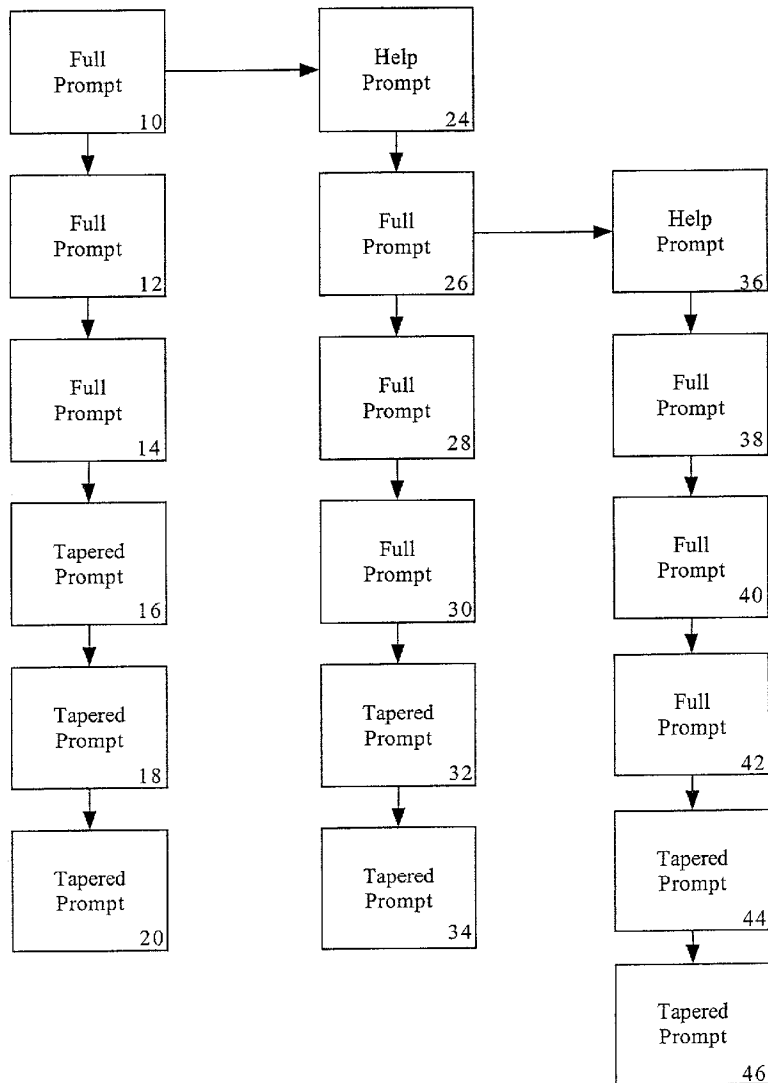 Full
Prompt
10
Help
Prompt
24
Full
Prompt
12
Full
Prompt
26
Help
Prompt
36
Full
Prompt
14
Full
Prompt
28
Full
Prompt
38
Tapered
Prompt
16
Full
Prompt
30
Full
Prompt
40
Tapered
Prompt
18
Tapered
Prompt
32
Full
Prompt
42
Tapered
Prompt
20
Tapered
Prompt
34
Tapered
Prompt
44
Tapered
Prompt
46